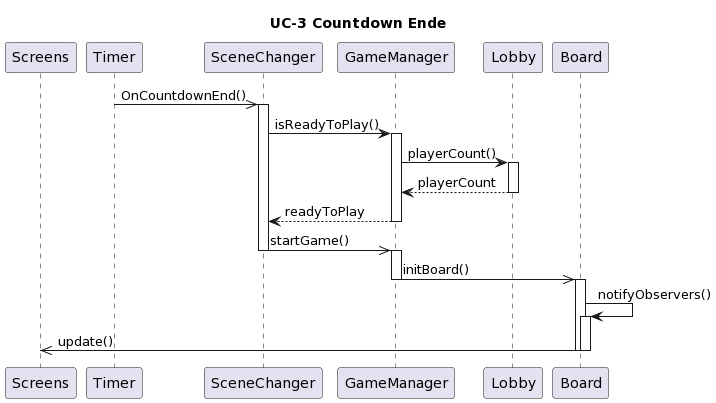 UC-3 Countdown Ende
Screens Timer SceneChanger GameManager Lobby Board
OnCountdownEnd()
isReadyToPlay()
playerCount()
playerCount
readyToPlay
startGame()
initBoard()
notifyObservers()
update()
Screens Timer SceneChanger GameManager Lobby Board